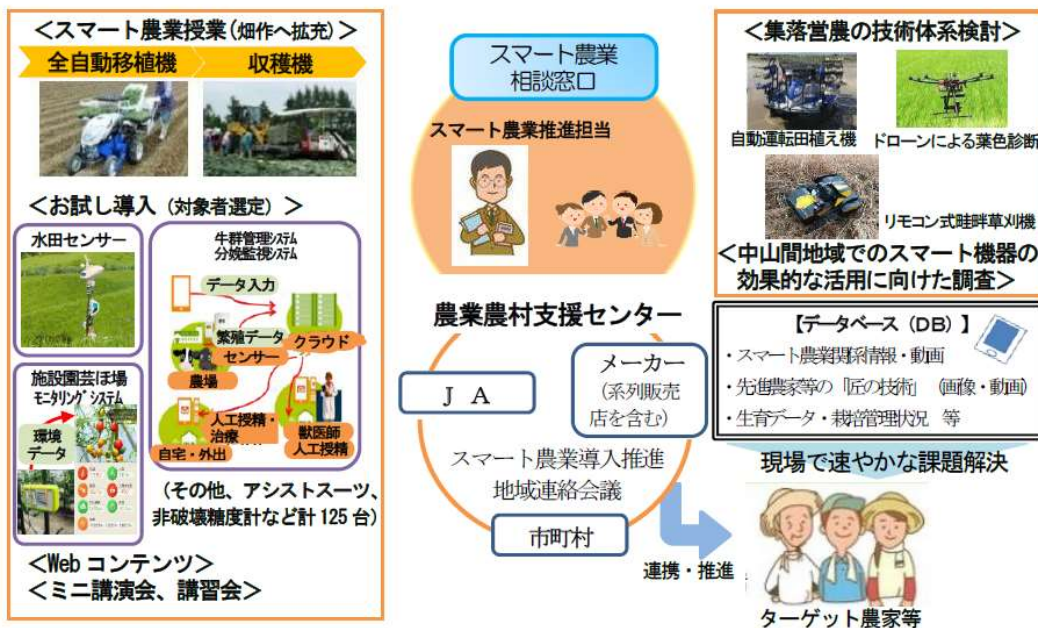 ＜スマート農業授業（畑作へ拡充）＞
全自動移植機
収穫機
＜お試し導入（対象者選定）＞
水田センサー
牛群管理システム
分娩監視システム
データ入力
繁殖データ
クラウド
センサー
農場
人工授精・
治療
獣医師
人工授精
自宅・外出
施設園芸ほ場
モニタリングシステム
環境
データ
（その他、アシストスーツ、
非破壊糖度計など計 125 台）
＜Web コンテンツ＞
＜ミニ講演会、講習会＞
スマート農業
相談窓口
スマート農業推進担当
農業農村支援センター
ＪＡ
メーカー
（系列販売
店を含む）
スマート農業導入推進
地域連絡会議
市町村
連携・推進
＜集落営農の技術体系検討＞
自動運転田植え機
ドローンによる葉色診断
リモコン式畦畔草刈機
＜中山間地域でのスマート機器の
効果的な活用に向けた調査＞
【データベース（DB）】
・スマート農業関係情報・動画
・先進農家等の「匠の技術」（画像・動画）
・生育データ・栽培管理状況 等
現場で速やかな課題解決
ターゲット農家等